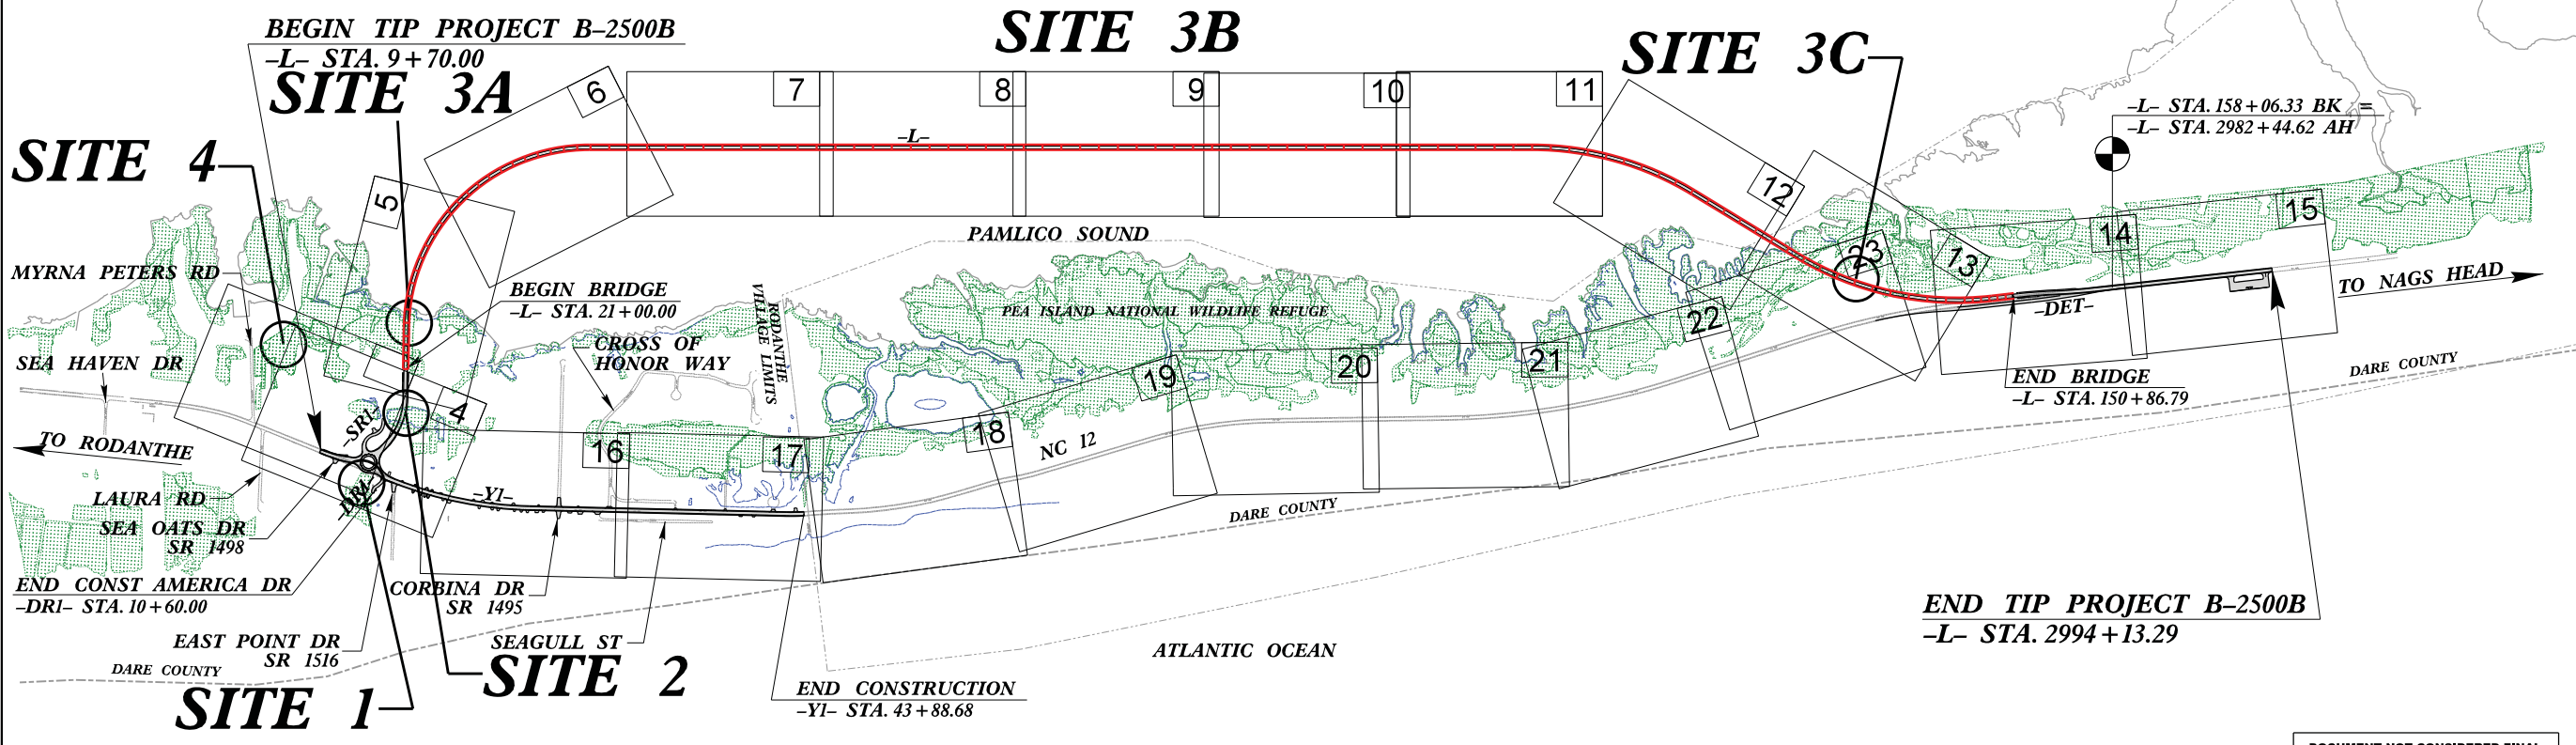 BEGIN TIP PROJECT B–2500B
–L– STA. 9+70.00
SITE 3A
SITE 3B
SITE 3C
SITE 4
5
6
7
8
9
10
11
12
–L–
–L– STA. 158+06.33 BK =
–L– STA. 2982+44.62 AH
PAMLICO SOUND
MYRNA PETERS RD
BEGIN BRIDGE
–L– STA. 21+00.00
PEA ISLAND NATIONAL WILDLIFE REFUGE
RODANTHE
VILLAGE LIMITS
CROSS OF
HONOR WAY
SEA HAVEN DR
23
13
14
15
TO NAGS HEAD
–DET–
DARE COUNTY
END BRIDGE
–L– STA. 150+86.79
22
21
20
19
18
17
16
4
–SR1–
TO RODANTHE
NC 12
LAURA RD
–Y1–
–DR1–
SEA OATS DR
SR 1498
DARE COUNTY
END CONST AMERICA DR
–DR1– STA. 10+60.00
CORBINA DR
SR 1495
END TIP PROJECT B–2500B
–L– STA. 2994+13.29
EAST POINT DR
SR 1516
SEAGULL ST
ATLANTIC OCEAN
DARE COUNTY
SITE 2
SITE 1
END CONSTRUCTION
–Y1– STA. 43+88.68
DOCUMENT NOT CONSIDERED FINAL